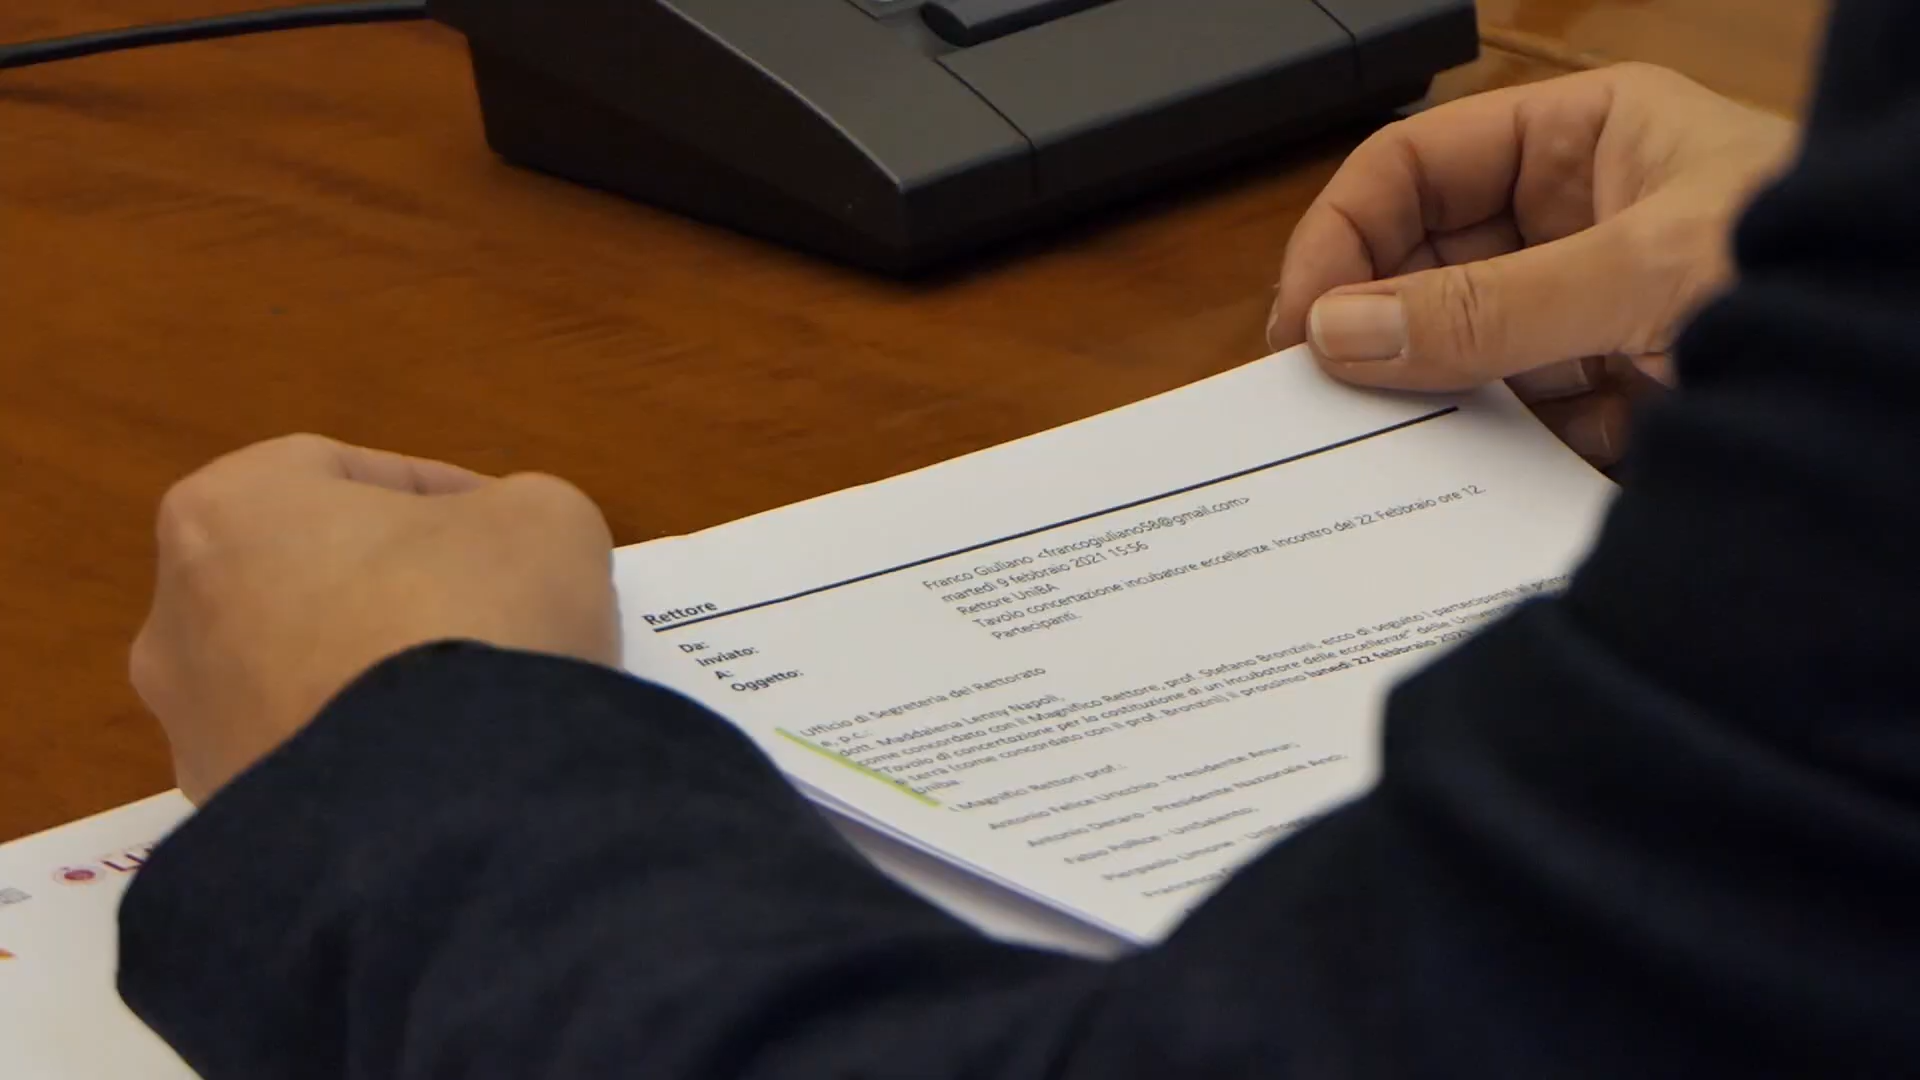 Rettore
Da: Franco Giuliano <francogiuliano58@gmail.com>
Inviato: martedì 9 febbraio 2021 15:56
A: Rettore UniBA
Oggetto: Tavolo concertazione incubatore eccellenze. Incontro del 22 Febbraio ore 12.
Partecipanti.
Ufficio di Segreteria del Rettorato
e, p.c.:
dott. Maddalena Lenny Napoli,
come concordato con il Magnifico Rettore, prof. Stefano Bronzini, ecco di seguito i partecipanti al primo
"Tavolo di concertazione per la costituzione di un incubatore delle eccellenze" delle
di terra (come concordato con il prof. Bronzini) il prossimo lunedì 22 febbraio 2021
Uniba
I Magnifici Rettori prof.:
Antonio Felice Uricchio - Presidente Anvur;
Antonio Decaro - Presidente Nazionale Anci;
Fabio Pollice - UniSalento;
Pierpaolo Limone -